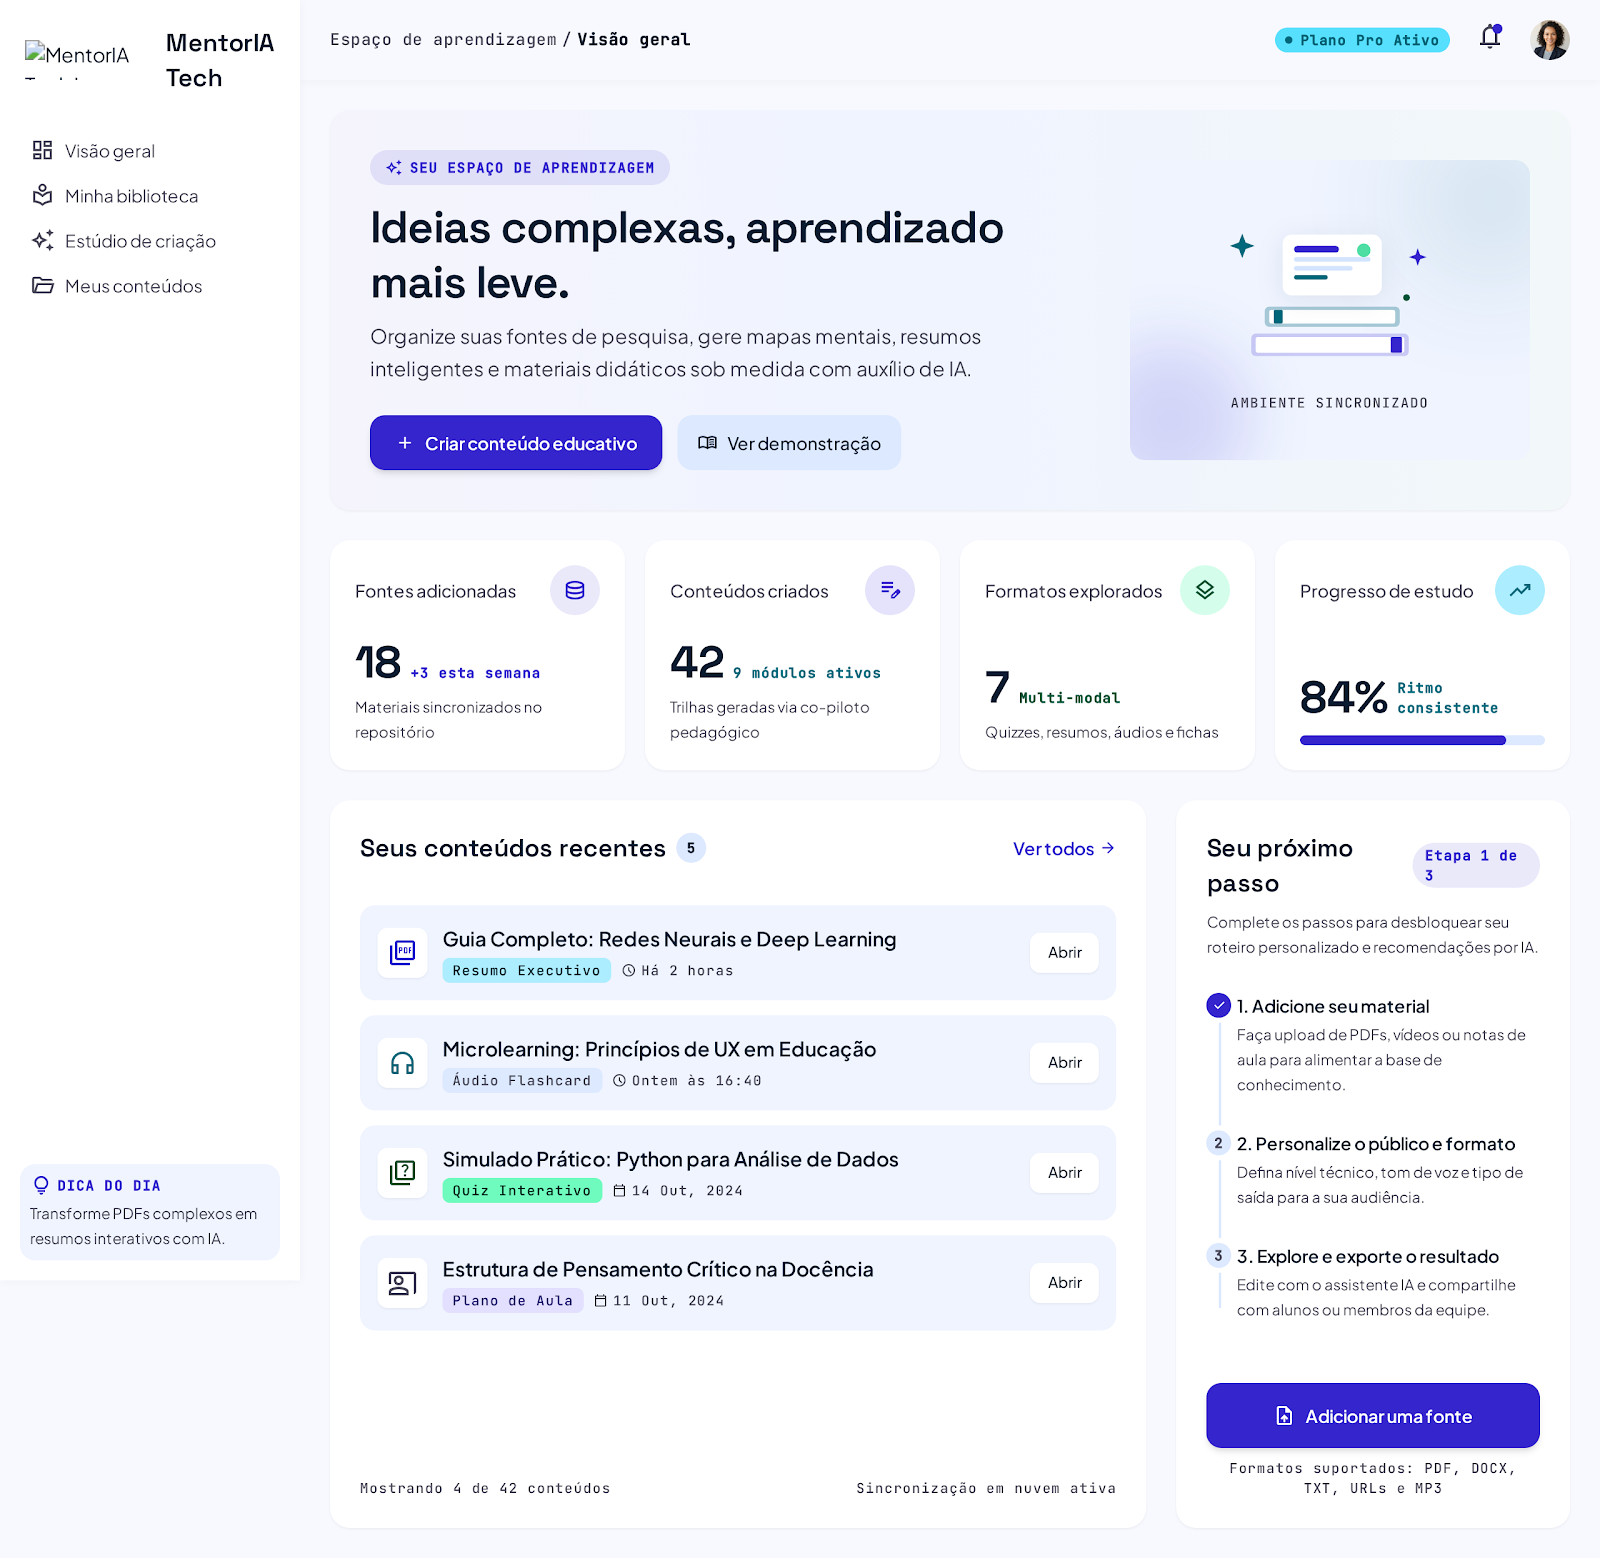 MentorIA
MentorIA
Tech
Visão geral
Minha biblioteca
Estúdio de criação
Meus conteúdos
DICA DO DIA
Transforme PDFs complexos em
resumos interativos com IA.
Espaço de aprendizagem / Visão geral
Plano Pro Ativo
SEU ESPAÇO DE APRENDIZAGEM
Ideias complexas, aprendizado
mais leve.
Organize suas fontes de pesquisa, gere mapas mentais, resumos
inteligentes e materiais didáticos sob medida com auxílio de IA.
Criar conteúdo educativo
Ver demonstração
AMBIENTE SINCRONIZADO
Fontes adicionadas
18 +3 esta semana
Materiais sincronizados no
repositório
Conteúdos criados
42 9 módulos ativos
Trilhas geradas via co-piloto
pedagógico
Formatos explorados
7 Multi-modal
Quizzes, resumos, áudios e fichas
Progresso de estudo
84% Ritmo
consistente
Seus conteúdos recentes 5
Ver todos
PDF
Guia Completo: Redes Neurais e Deep Learning
Resumo Executivo Há 2 horas
Abrir
Microlearning: Princípios de UX em Educação
Áudio Flashcard Ontem às 16:40
Abrir
Simulado Prático: Python para Análise de Dados
Quiz Interativo 14 Out, 2024
Abrir
Estrutura de Pensamento Crítico na Docência
Plano de Aula 11 Out, 2024
Abrir
Mostrando 4 de 42 conteúdos
Sincronização em nuvem ativa
Seu próximo
passo
Etapa 1 de
3
Complete os passos para desbloquear seu
roteiro personalizado e recomendações por IA.
1. Adicione seu material
Faça upload de PDFs, vídeos ou notas de
aula para alimentar a base de
conhecimento.
2 2. Personalize o público e formato
Defina nível técnico, tom de voz e tipo de
saída para a sua audiência.
3 3. Explore e exporte o resultado
Edite com o assistente IA e compartilhe
com alunos ou membros da equipe.
Adicionar uma fonte
Formatos suportados: PDF, DOCX,
TXT, URLs e MP3